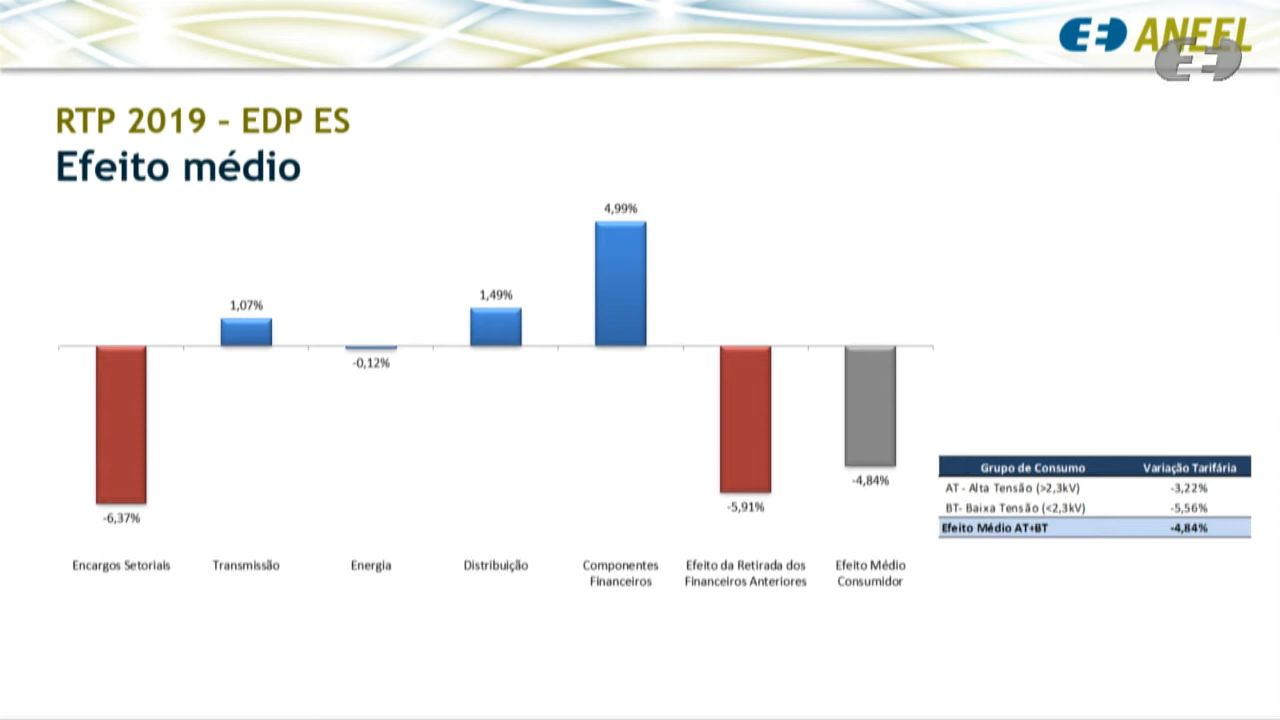 ANEEL
RTP 2019 – EDP ES
Efeito médio
4,99%
1,49%
1,07%
-0,12%
-4,84%
-5,91%
-6,37%
Encargos Setoriais
Transmissão
Energia
Distribuição
Componentes
Financeiros
Efeito da Retirada dos
Financeiros Anteriores
Efeito Médio
Consumidor
Grupo de Consumo Variação Tarifária
AT - Alta Tensão (>2,3kV) -3,22%
BT- Baixa Tensão (<2,3kV) -5,56%
Efeito Médio AT+BT -4,84%